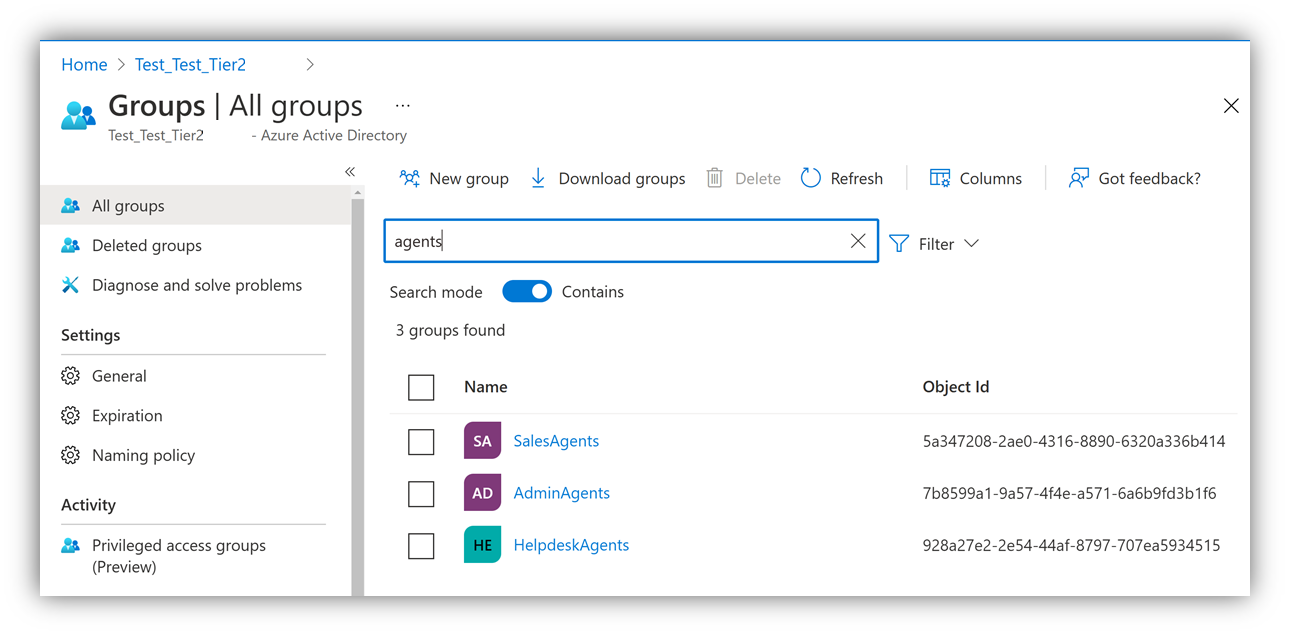 Home > Test_Test_Tier2 >
Groups | All groups ...
Test_Test_Tier2 - Azure Active Directory
«
All groups
Deleted groups
Diagnose and solve problems
Settings
General
Expiration
Naming policy
Activity
Privileged access groups
(Preview)
New group Download groups Delete Refresh Columns Got feedback?
agents Filter
Search mode Contains
3 groups found
Name Object Id
SA SalesAgents 5a347208-2ae0-4316-8890-6320a336b414
AD AdminAgents 7b8599a1-9a57-4f4e-a571-6a6b9fd3b1f6
HE HelpdeskAgents 928a27e2-2e54-44af-8797-707ea5934515